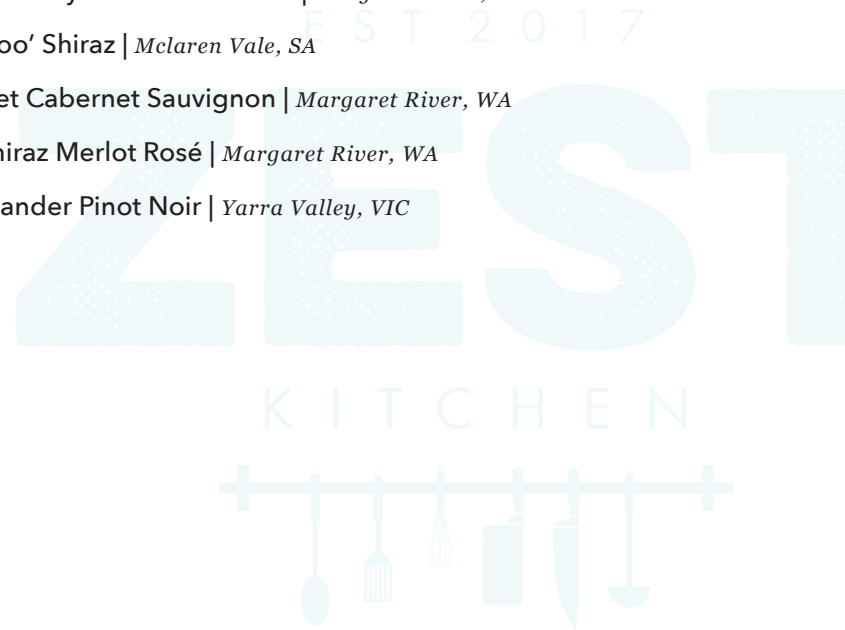 EST 2017
oo’ Shiraz | Mclaren Vale, SA
et Cabernet Sauvignon | Margaret River, WA
hiraz Merlot Rosé | Margaret River, WA
ander Pinot Noir | Yarra Valley, VIC
ZEST
KITCHEN